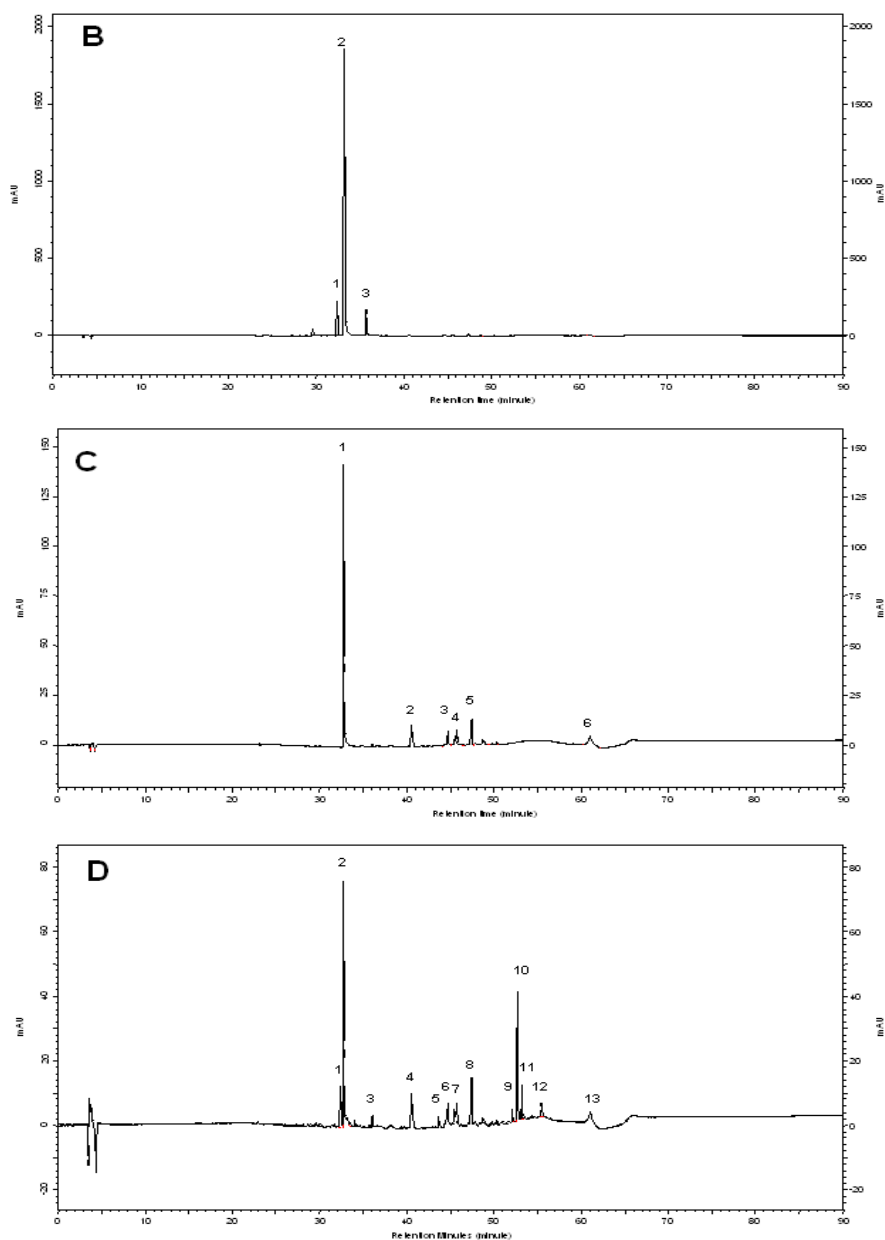 B
2000 2000
2
1500 1500
mAU mAU
1000 1000
500 500
1
3
0 0
0 10 20 30 40 50 60 70 80 90
Retention time (minute)
C
150 150
1
125 125
100 100
mAU mAU
75 75
50 50
25 25
2 3 4 5 6
0 0
0 10 20 30 40 50 60 70 80 90
Retention time (minute)
D
80 80
2
60 60
10
40 40
mAU mAU
20 20
1 3 4 5 6 7 8 9 11 12 13
0 0
-20 -20
0 10 20 30 40 50 60 70 80 90
Retention Minutes (minute)